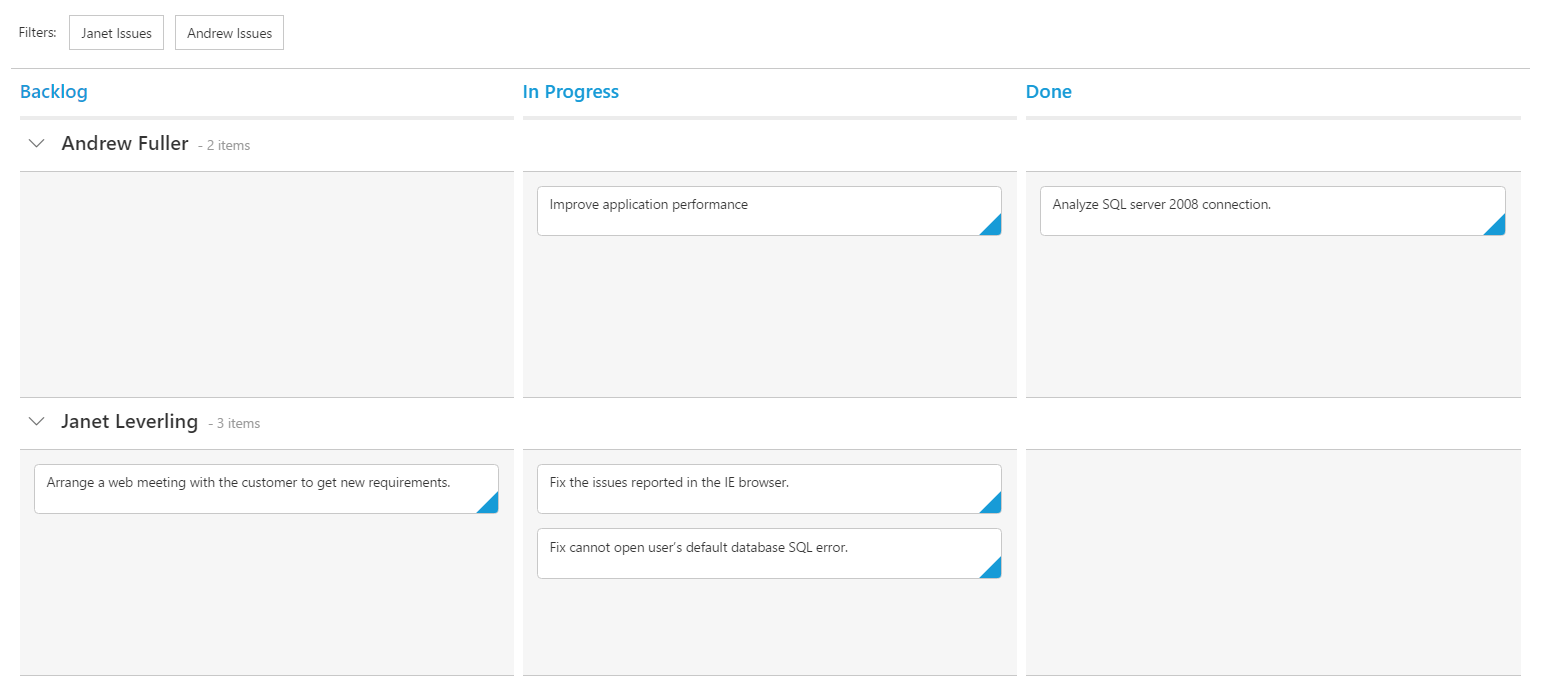 Filters: Janet Issues Andrew Issues
Backlog In Progress Done
Andrew Fuller - 2 items
Improve application performance Analyze SQL server 2008 connection.
Janet Leverling - 3 items
Arrange a web meeting with the customer to get new requirements. Fix the issues reported in the IE browser.
Fix cannot open user's default database SQL error.